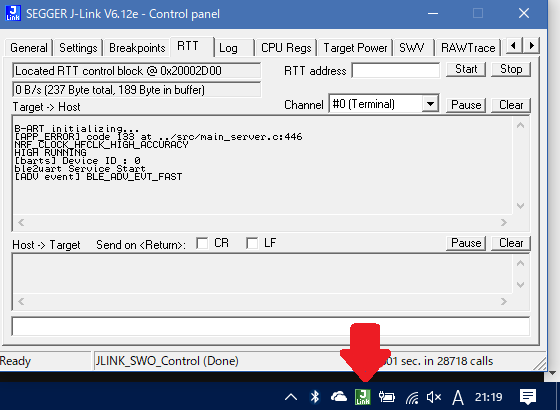 J-Link
SEGGER J-Link V6.12e - Control panel
General Settings Breakpoints RTT Log CPU Regs Target Power SWV RAWTrace
Located RTT control block @ 0x20002D00
RTT address
Start Stop
0 B/s (237 Byte total, 189 Byte in buffer)
Target -> Host
Channel #0 (Terminal)
Pause Clear
B-ART initializing...
[APP_ERROR] code 133 at ../src/main_server.c:446
NRF_CLOCK_HFCLK_HIGH_ACCURACY
HIGH RUNNING
[barts] Device ID : 0
ble2uart Service Start
[ADV event] BLE_ADV_EVT_FAST
Host -> Target Send on <Return>: CR LF
Pause Clear
Ready
JLINK_SWO_Control (Done)
01 sec. in 28718 calls
J-Link
A
21:19